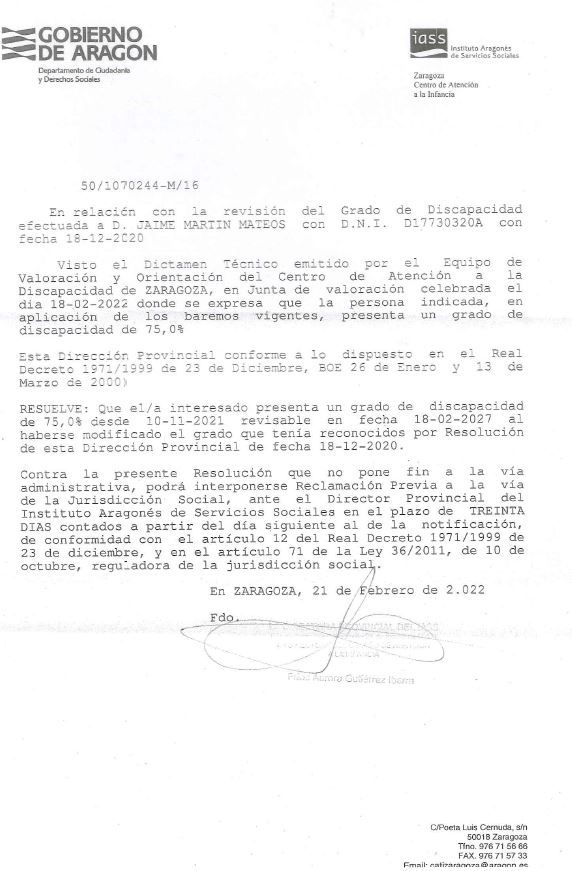 GOBIERNO
DE ARAGON
Departamento de Ciudadanía
y Derechos Sociales
iass
Instituto Aragonés
de Servicios Sociales
Zaragoza
Centro de Atención
a la Infancia
50/1070244-M/16
En relación con la revisión del Grado de Discapacidad
efectuada a D. JAIME MARTIN MATEOS con D.N.I. D17730320A con
fecha 18-12-2020
Visto el Dictamen Técnico emitido por el Equipo de
Valoración y Orientación del Centro de Atención a la
Discapacidad de ZARAGOZA, en Junta de valoración celebrada el
día 18-02-2022 donde se expresa que la persona indicada, en
aplicación de los baremos vigentes, presenta un grado de
discapacidad de 75,0%
Esta Dirección Provincial conforme a lo dispuesto en el Real
Decreto 1971/1999 de 23 de Diciembre, BOE 26 de Enero y 13 de
Marzo de 2000)
RESUELVE: Que el/a interesado presenta un grado de discapacidad
de 75,0% desde 10-11-2021 revisable en fecha 18-02-2027 al
haberse modificado el grado que tenía reconocidos por Resolución
de esta Dirección Provincial de fecha 18-12-2020.
Contra la presente Resolución que no pone fin a la vía
administrativa, podrá interponerse Reclamación Previa a la vía
de la Jurisdicción Social, ante el Director Provincial del
Instituto Aragonés de Servicios Sociales en el plazo de TREINTA
DIAS contados a partir del día siguiente al de la notificación,
de conformidad con el artículo 12 del Real Decreto 1971/1999 de
23 de diciembre, y en el artículo 71 de la Ley 36/2011, de 10 de
octubre, reguladora de la jurisdicción social.
En ZARAGOZA, 21 de Febrero de 2.022
Fdo.
PROVINCIAL DEL IASS
Aurora Gutiérrez
C/Poeta Luis Cernuda, s/n
50018 Zaragoza
Tfno. 976 71 56 66
FAX. 976 71 57 33
Email: catizaragoza@aragon.es